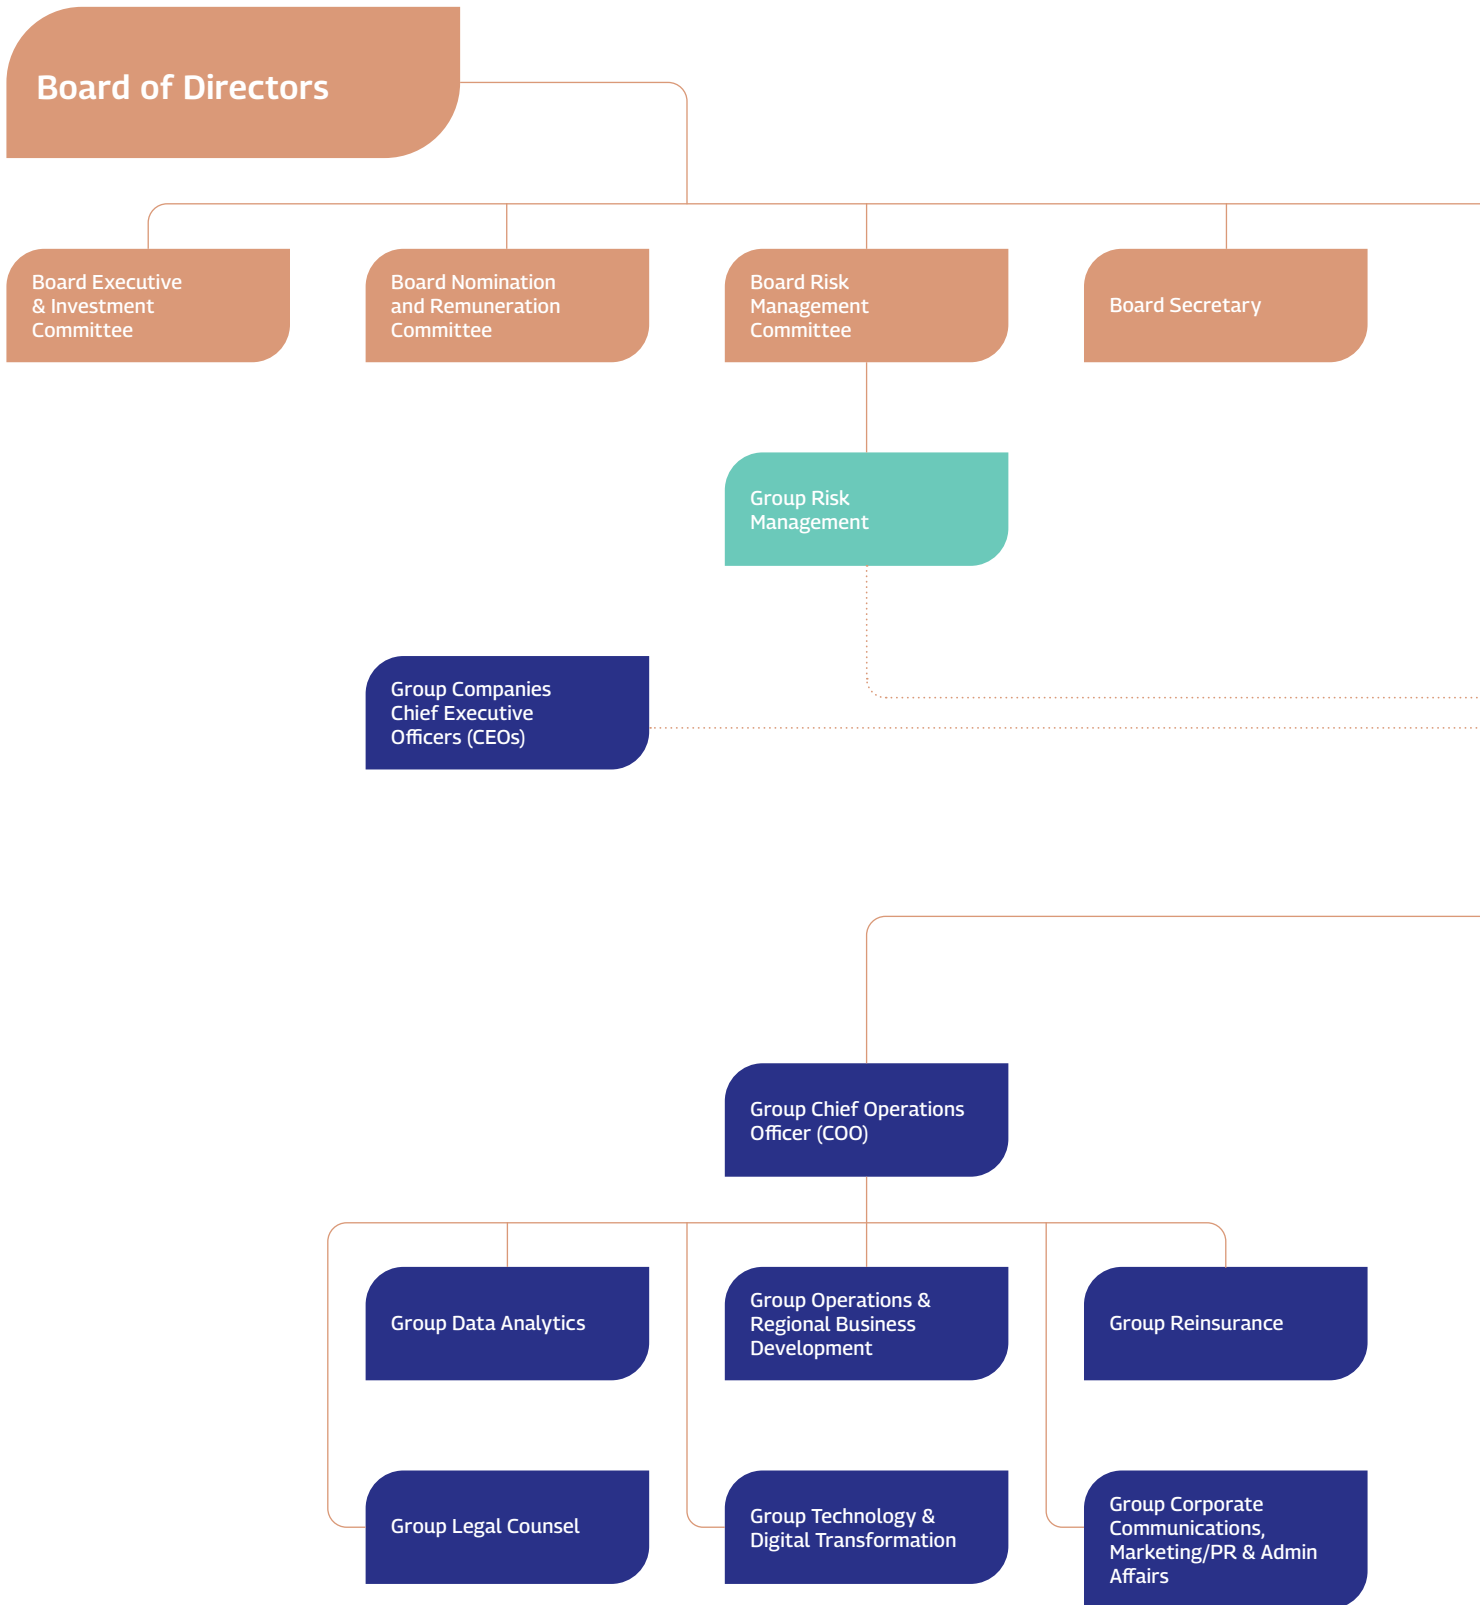 Board of Directors
Board Executive
& Investment
Committee
Board Nomination
and Remuneration
Committee
Board Risk
Management
Committee
Board Secretary
Group Risk
Management
Group Companies
Chief Executive
Officers (CEOs)
Group Chief Operations
Officer (COO)
Group Data Analytics
Group Operations &
Regional Business
Development
Group Reinsurance
Group Legal Counsel
Group Technology &
Digital Transformation
Group Corporate
Communications,
Marketing/PR & Admin
Affairs